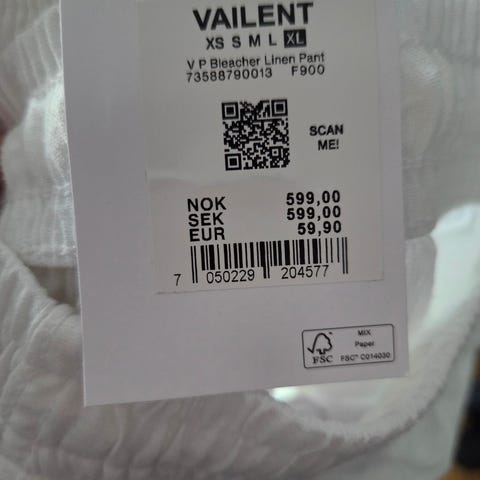 VAILENT
XS S M L XL
V P Bleacher Linen Pant
73588790013 F900
SCAN
ME!
NOK 599,00
SEK 599,00
EUR 59,90
7 050229 204577
MIX
Paper
FSC
FSC™ C014030